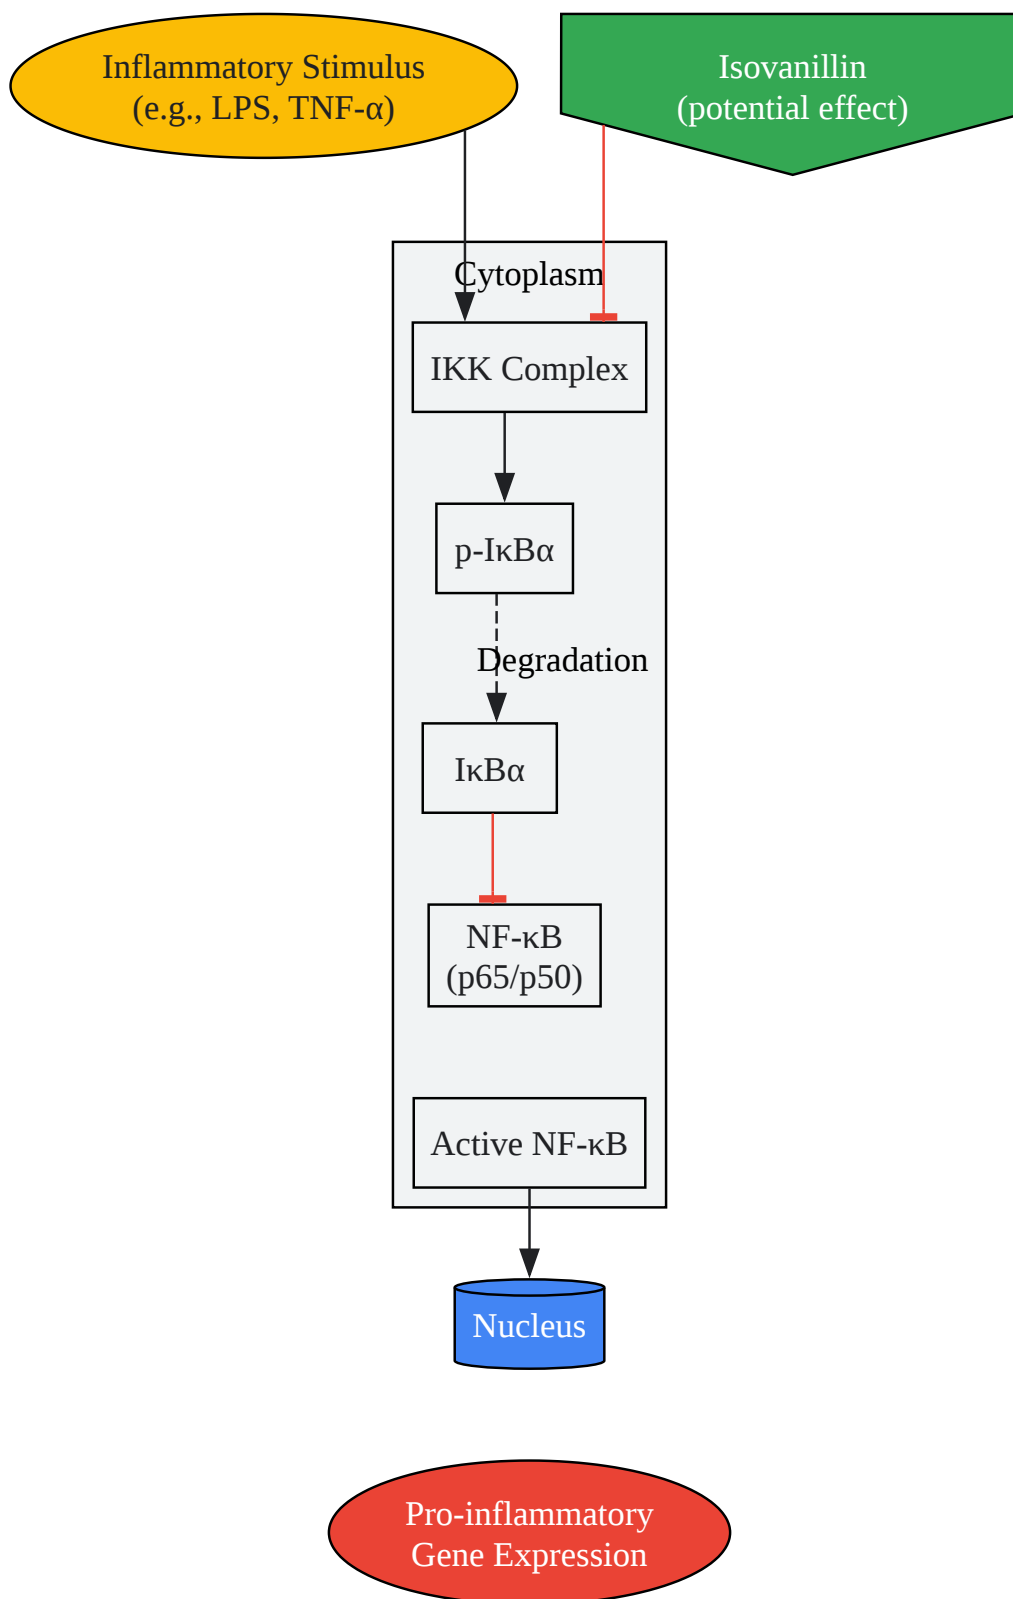 Inflammatory Stimulus
(e.g., LPS, TNF-α)
Isovanillin
(potential effect)
Cytoplasm
IKK Complex
p-IκBα
Degradation
IκBα
NF-κB
(p65/p50)
Active NF-κB
Nucleus
Pro-inflammatory
Gene Expression